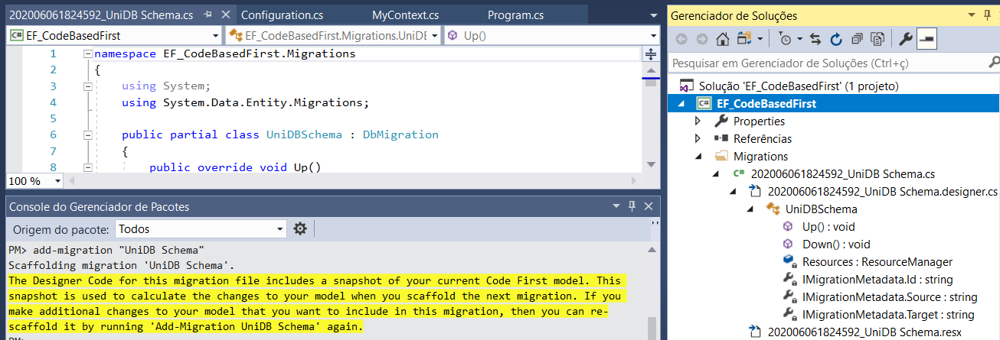 202006061824592_UniDB Schema.cs
Configuration.cs
MyContext.cs
Program.cs
EF_CodeBasedFirst
EF_CodeBasedFirst.Migrations.UniDE
Up()
1 namespace EF_CodeBasedFirst.Migrations
2 {
3 using System;
4 using System.Data.Entity.Migrations;
5
6 public partial class UniDBSchema : DbMigration
7 {
8 public override void Up()
100 %
Console do Gerenciador de Pacotes
Origem do pacote: Todos
PM> add-migration "UniDB Schema"
Scaffolding migration 'UniDB Schema'.
The Designer Code for this migration file includes a snapshot of your current Code First model. This
snapshot is used to calculate the changes to your model when you scaffold the next migration. If you
make additional changes to your model that you want to include in this migration, then you can re-
scaffold it by running 'Add-Migration UniDB Schema' again.
PM>
Gerenciador de Soluções
Pesquisar em Gerenciador de Soluções (Ctrl+ç)
Solução 'EF_CodeBasedFirst' (1 projeto)
C# EF_CodeBasedFirst
Properties
Referências
Migrations
C# 202006061824592_UniDB Schema.cs
202006061824592_UniDB Schema.designer.cs
UniDBSchema
Up() : void
Down() : void
Resources : ResourceManager
IMigrationMetadata.Id : string
IMigrationMetadata.Source : string
IMigrationMetadata.Target : string
202006061824592_UniDB Schema.resx